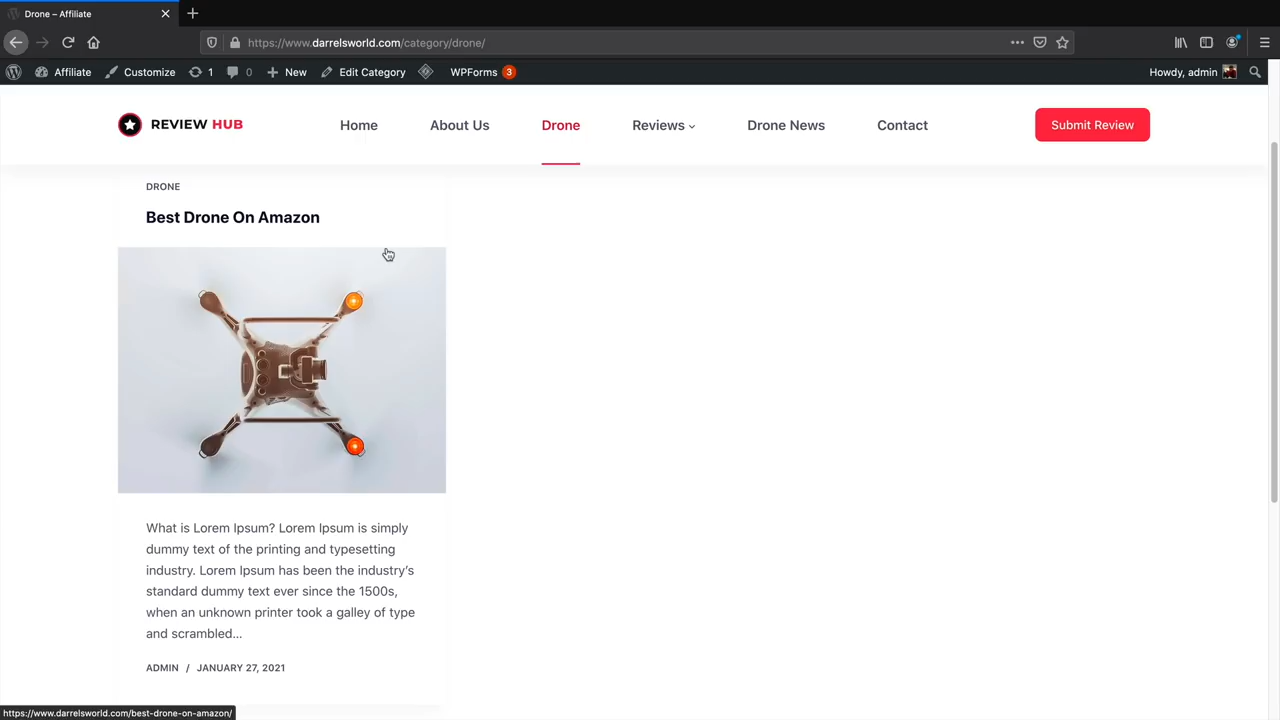 Drone – Affiliate
https://www.darrelsworld.com/category/drone/
Affiliate Customize 1 0 New Edit Category WPForms 3 Howdy, admin
REVIEW HUB Home About Us Drone Reviews Drone News Contact Submit Review
DRONE
Best Drone On Amazon
What is Lorem Ipsum? Lorem Ipsum is simply
dummy text of the printing and typesetting
industry. Lorem Ipsum has been the industry’s
standard dummy text ever since the 1500s,
when an unknown printer took a galley of type
and scrambled…
ADMIN / JANUARY 27, 2021
https://www.darrelsworld.com/best-drone-on-amazon/